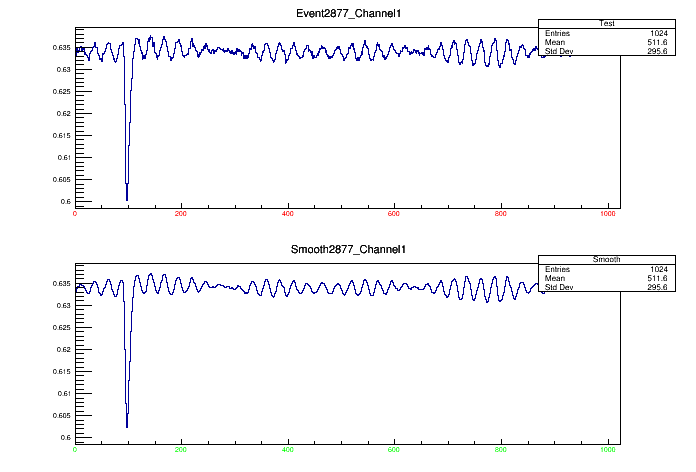 Event2877_Channel1
Test
Entries 1024
Mean 511.6
Std Dev 295.6
0.635
0.63
0.625
0.62
0.615
0.61
0.605
0.6
0 200 400 600 800 1000
Smooth2877_Channel1
Smooth
Entries 1024
Mean 511.6
Std Dev 295.6
0.635
0.63
0.625
0.62
0.615
0.61
0.605
0.6
0 200 400 600 800 1000